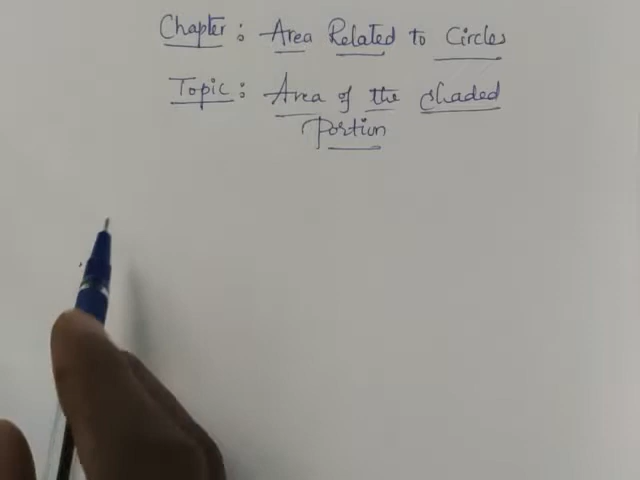 Chapter: Area Related to Circles
Topic: Area of the shaded
Portion